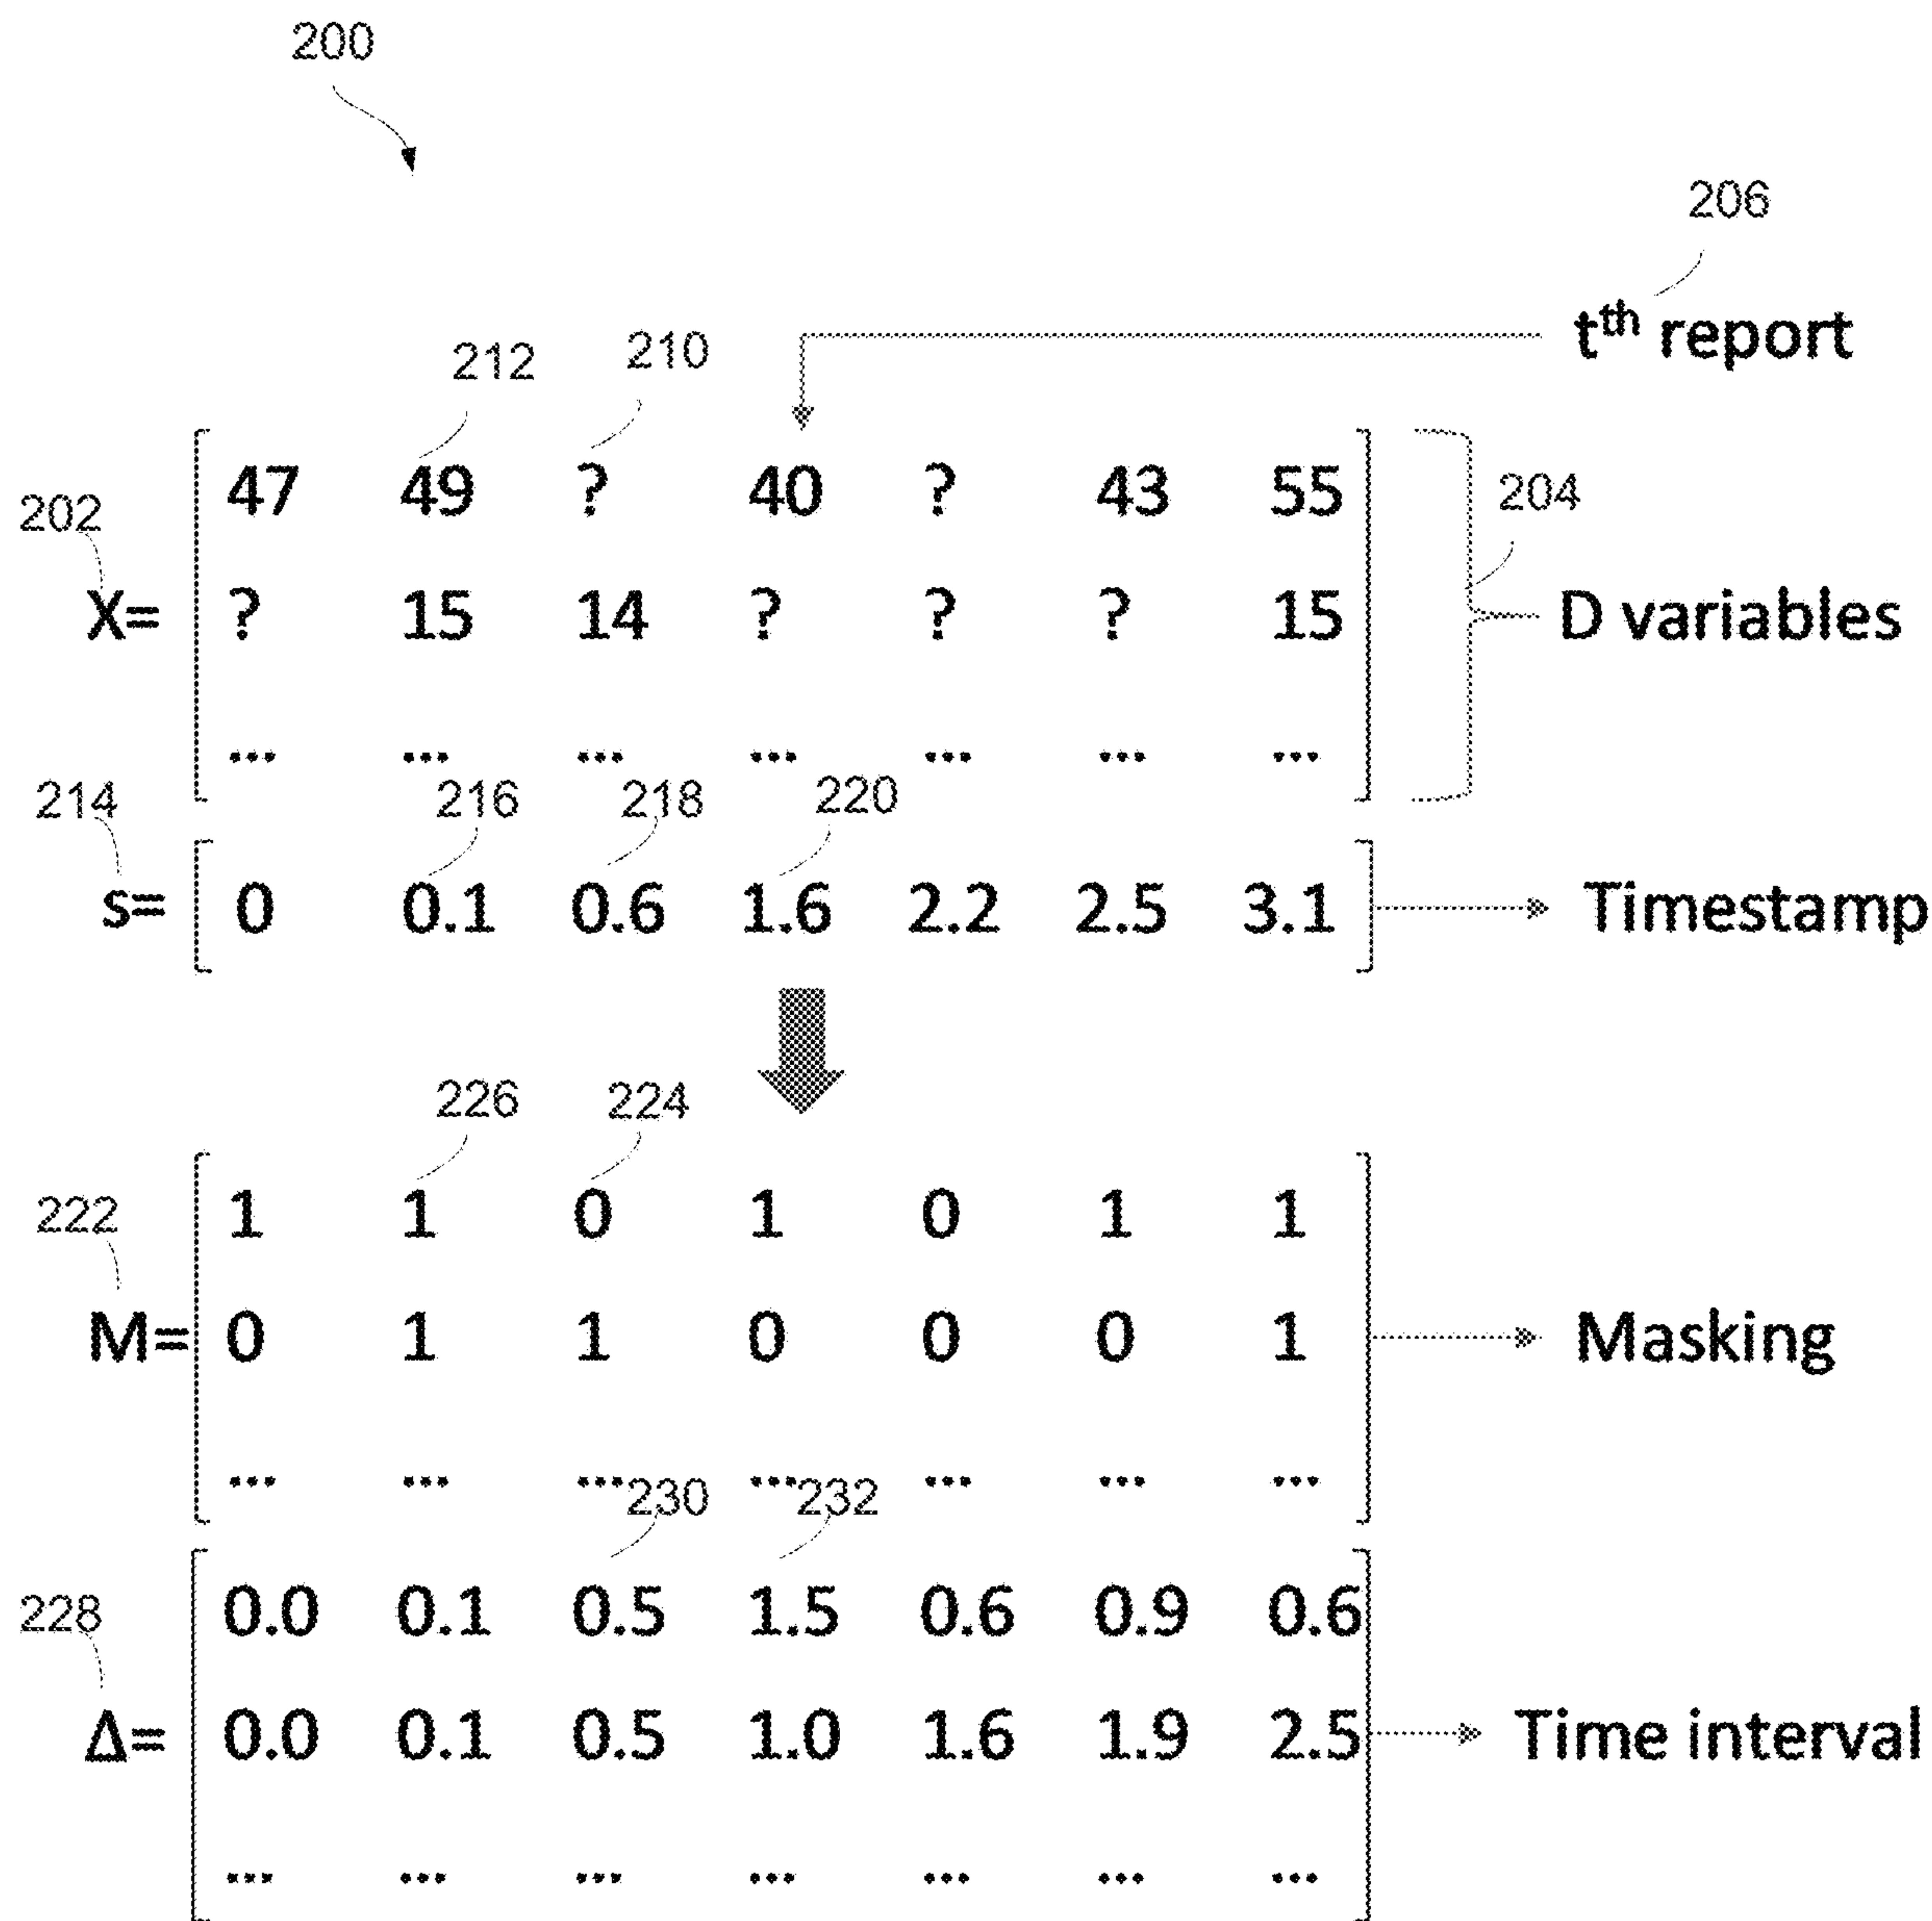 200
206
tth report
212 210
47 49 ? 40 ? 43 55
202 204
X= ? 15 14 ? ? ? 15 D variables
... ... ... ... ... ... ...
214 216 218 220
s= 0 0.1 0.6 1.6 2.2 2.5 3.1 Timestamp
226 224
1 1 0 1 0 1 1
222
M= 0 1 1 0 0 0 1 Masking
... ... ... ... ... ... ...
230 232
0.0 0.1 0.5 1.5 0.6 0.9 0.6
228
Δ= 0.0 0.1 0.5 1.0 1.6 1.9 2.5 Time interval
... ... ... ... ... ... ...